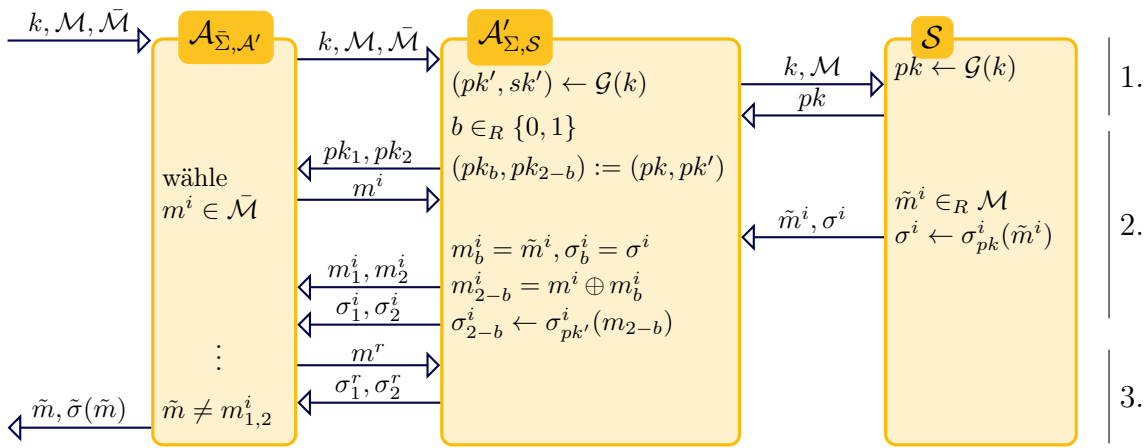 k, ℳ, ℳ̄
𝒜_{Σ̄,𝒜′}
k, ℳ, ℳ̄
𝒜′_{Σ,𝒮}
(pk′, sk′) ← 𝒢(k)
k, ℳ
𝒮
pk ← 𝒢(k)
1.
pk
b ∈_R {0, 1}
pk_1, pk_2
(pk_b, pk_{2−b}) := (pk, pk′)
wähle
m^i ∈ ℳ̄
m^i
m̃^i ∈_R ℳ
2.
m̃^i, σ^i
σ^i ← σ^i_{pk}(m̃^i)
m^i_b = m̃^i, σ^i_b = σ^i
m^i_1, m^i_2
m^i_{2−b} = m^i ⊕ m^i_b
σ^i_1, σ^i_2
σ^i_{2−b} ← σ^i_{pk′}(m_{2−b})
⋮
m^r
σ^r_1, σ^r_2
3.
m̃, σ̃(m̃)
m̃ ≠ m^i_{1,2}